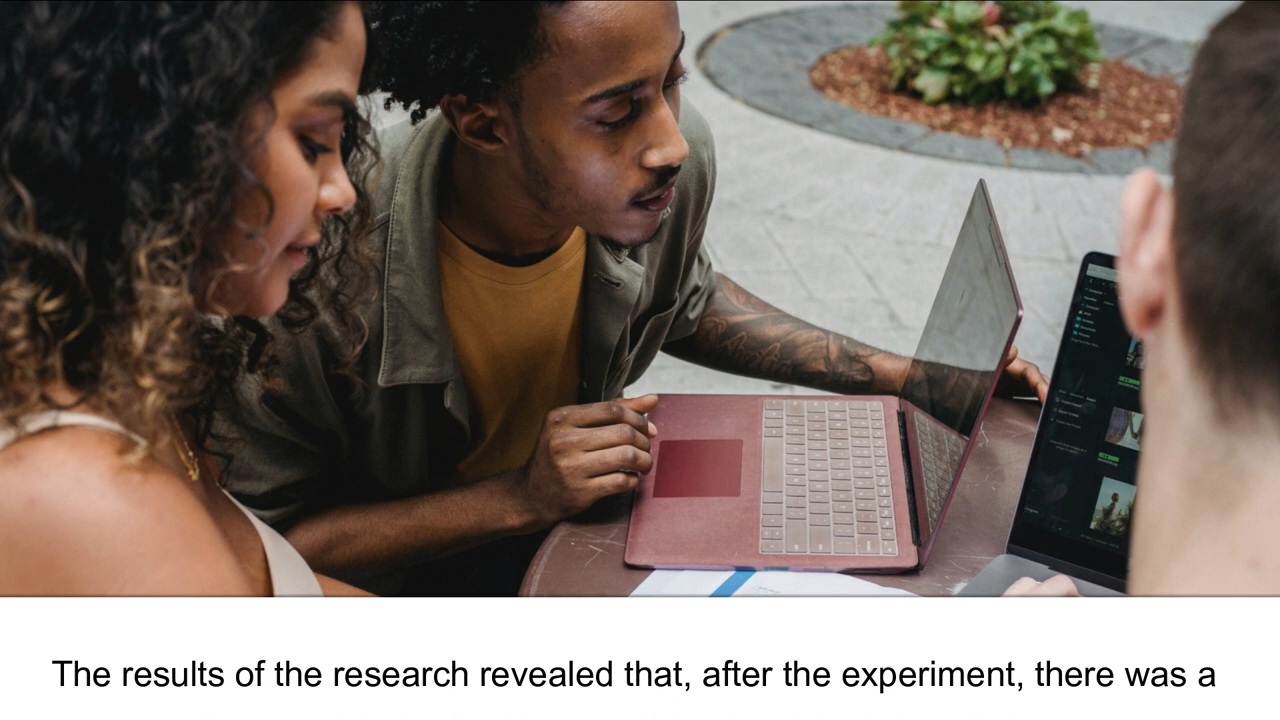 The results of the research revealed that, after the experiment, there was a